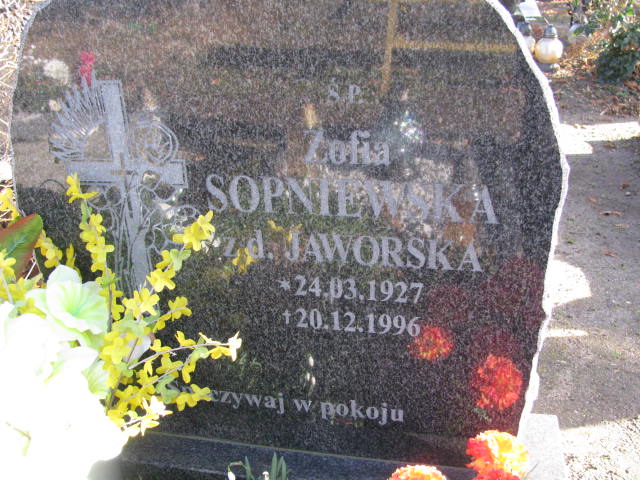 Ś.P.
Zofia
SOPNIEWSKA
z d. JAWORSKA
*24.03.1927
†20.12.1996
w pokoju